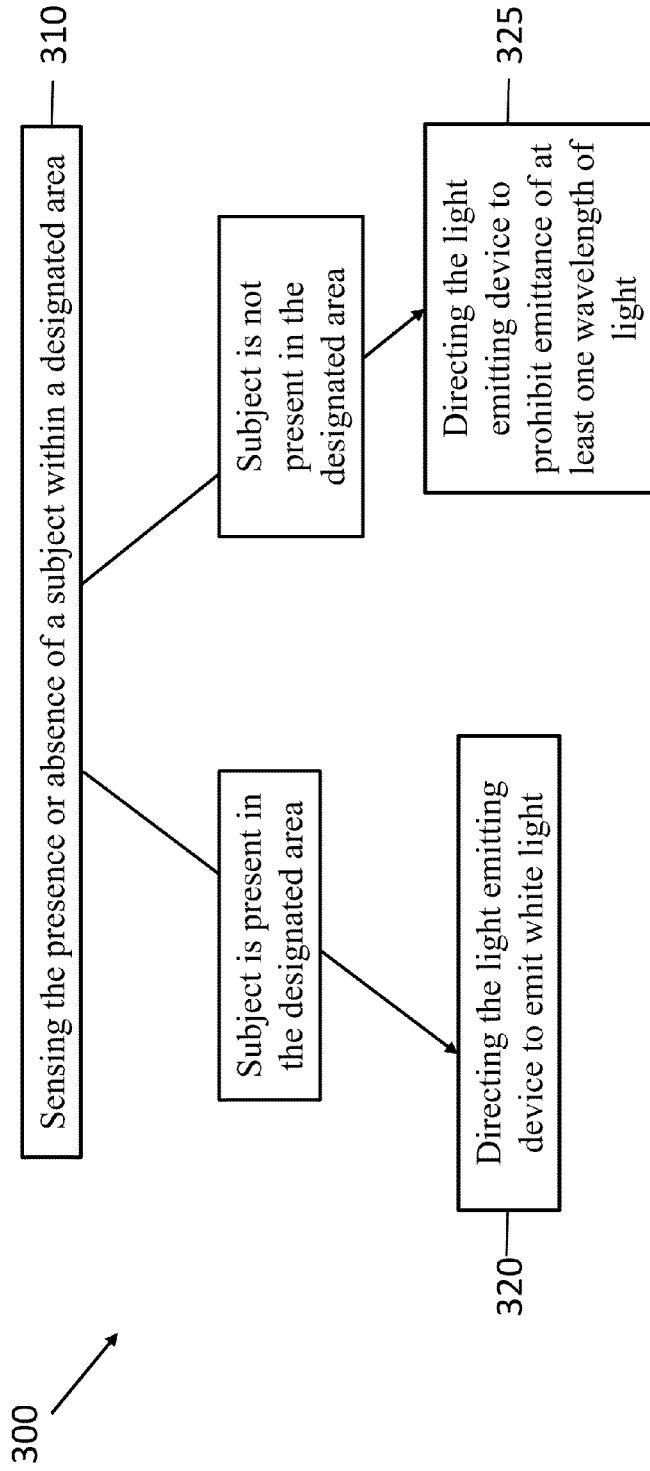 300
Sensing the presence or absence of a subject within a designated area
310
Subject is present in
the designated area
Subject is not
present in the
designated area
Directing the light emitting
device to emit white light
320
Directing the light
emitting device to
prohibit emittance of at
least one wavelength of
light
325